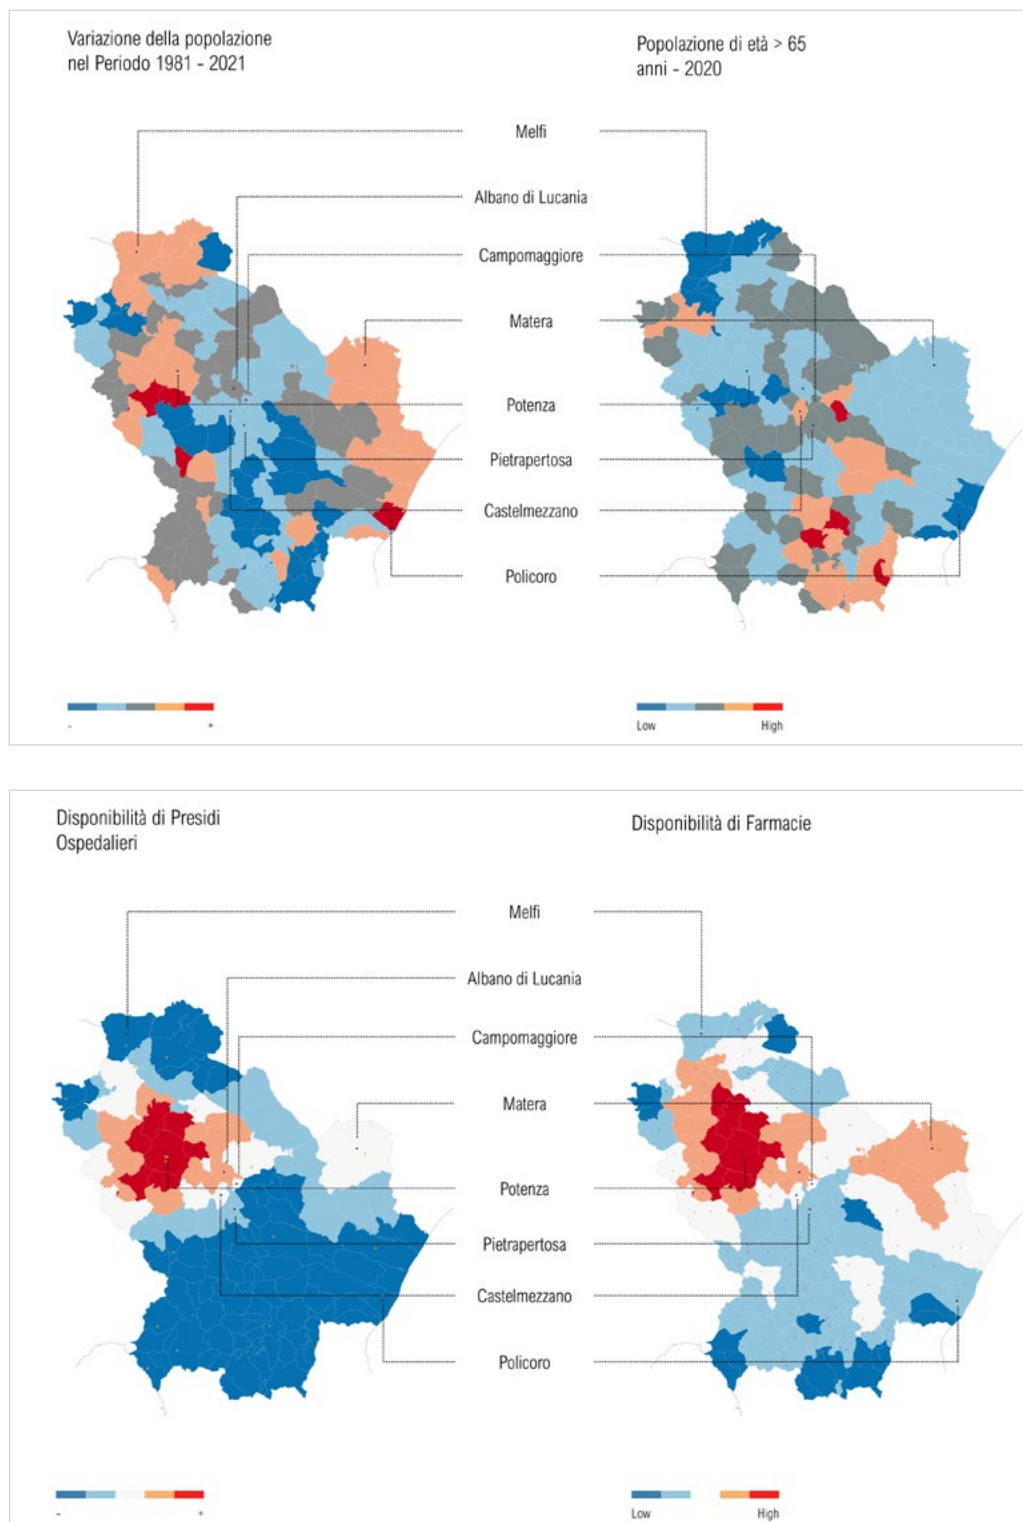 Variazione della popolazione
nel Periodo 1981 - 2021
Popolazione di età > 65
anni - 2020
Melfi
Albano di Lucania
Campomaggiore
Matera
Potenza
Pietrapertosa
Castelmezzano
Policoro
- +
Low High
Disponibilità di Presidi
Ospedalieri
Disponibilità di Farmacie
Melfi
Albano di Lucania
Campomaggiore
Matera
Potenza
Pietrapertosa
Castelmezzano
Policoro
- +
Low High